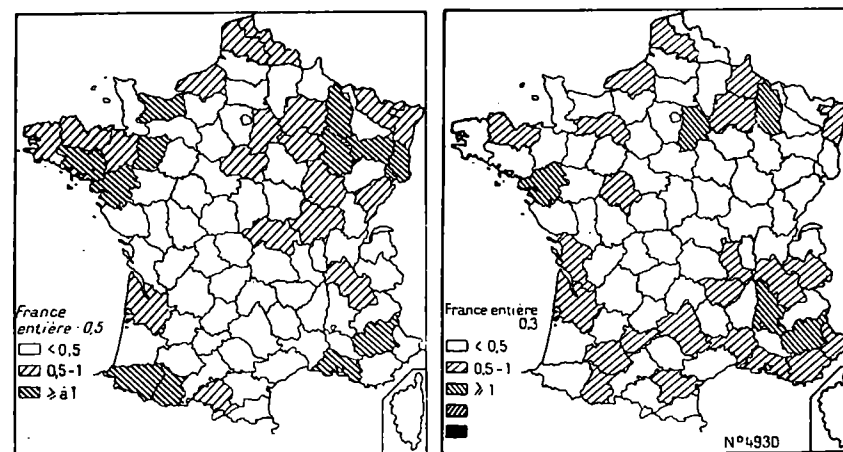 France
entière · 0,5
< 0,5
0,5-1
≥ à 1
France entière
0,3
< 0,5
0,5-1
⩾ 1
N° 493D